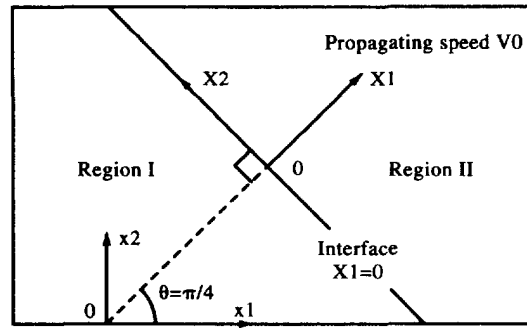 Propagating speed V0
X2
X1
Region I
0
Region II
x2
Interface
X1=0
0
θ=π/4
x1